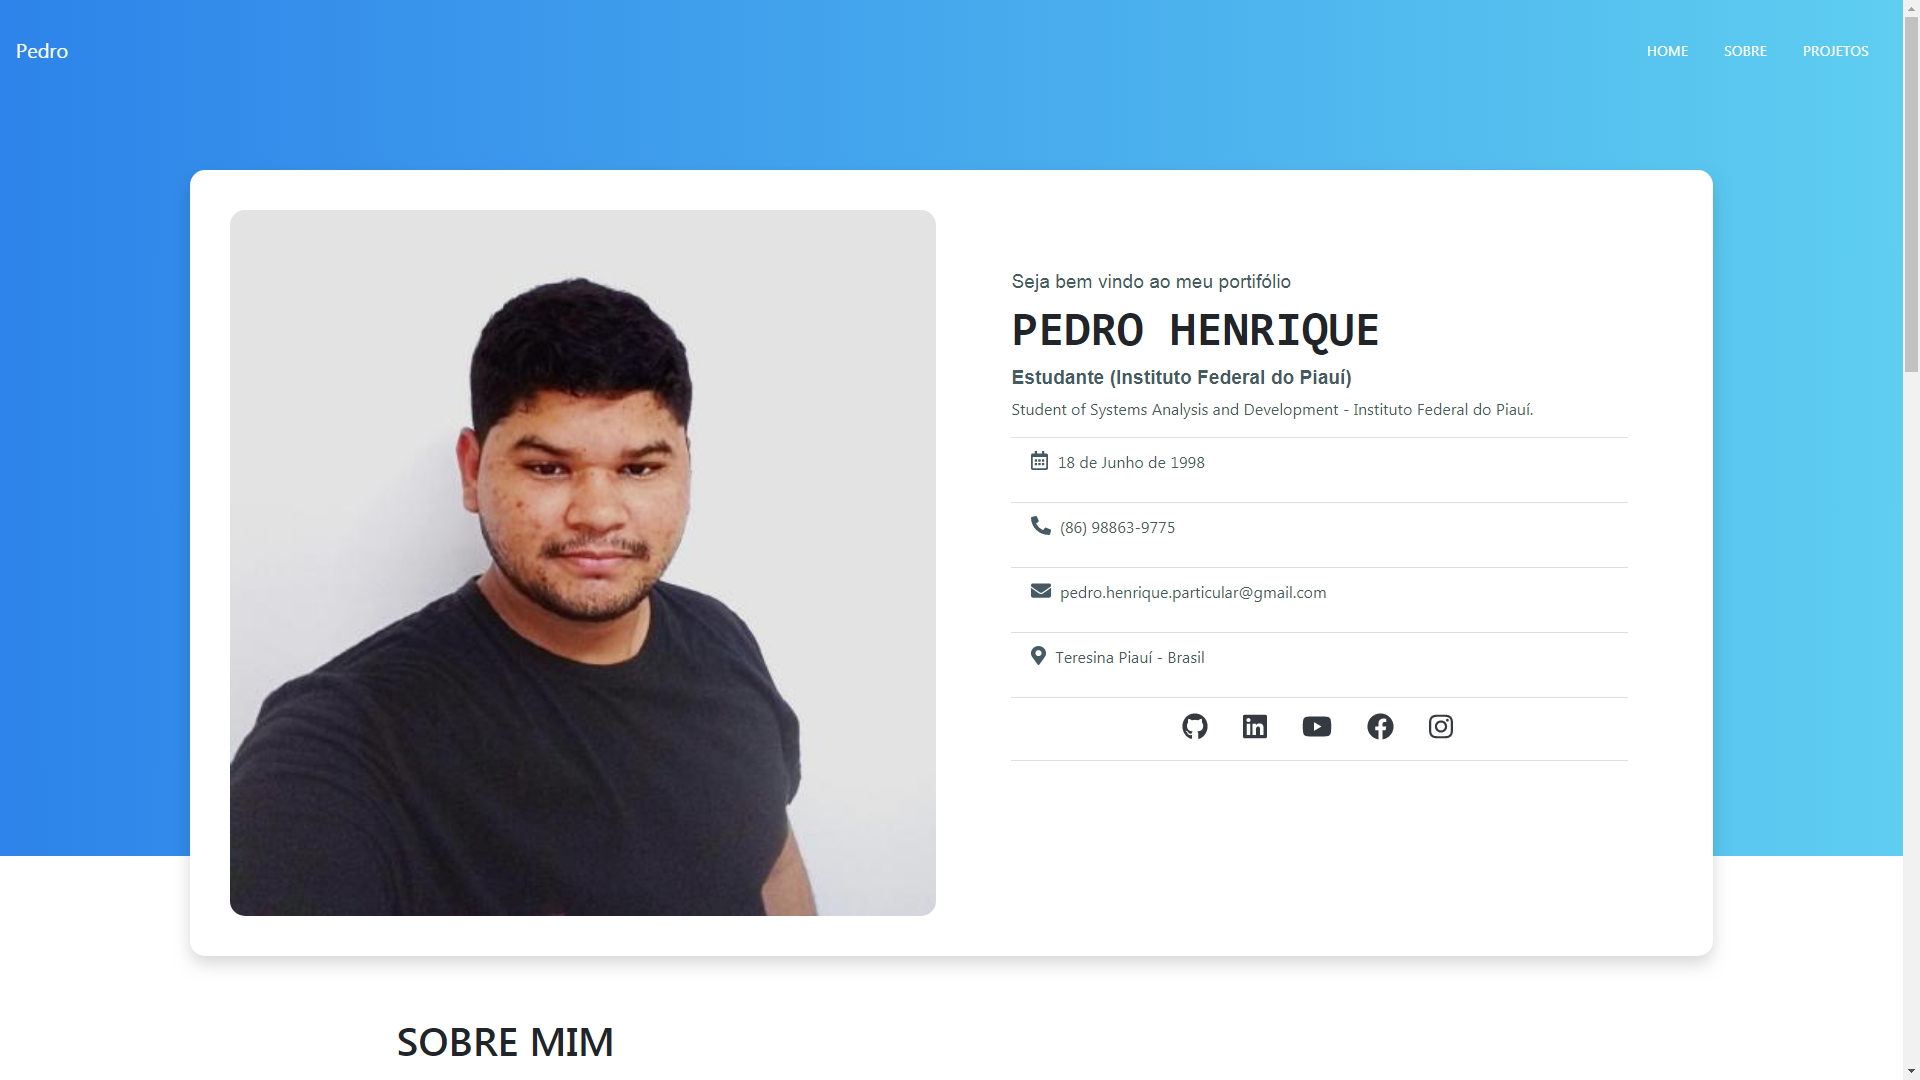 Pedro
HOME SOBRE PROJETOS
Seja bem vindo ao meu portifólio
PEDRO HENRIQUE
Estudante (Instituto Federal do Piauí)
Student of Systems Analysis and Development - Instituto Federal do Piauí.
18 de Junho de 1998
(86) 98863-9775
pedro.henrique.particular@gmail.com
Teresina Piauí - Brasil
SOBRE MIM